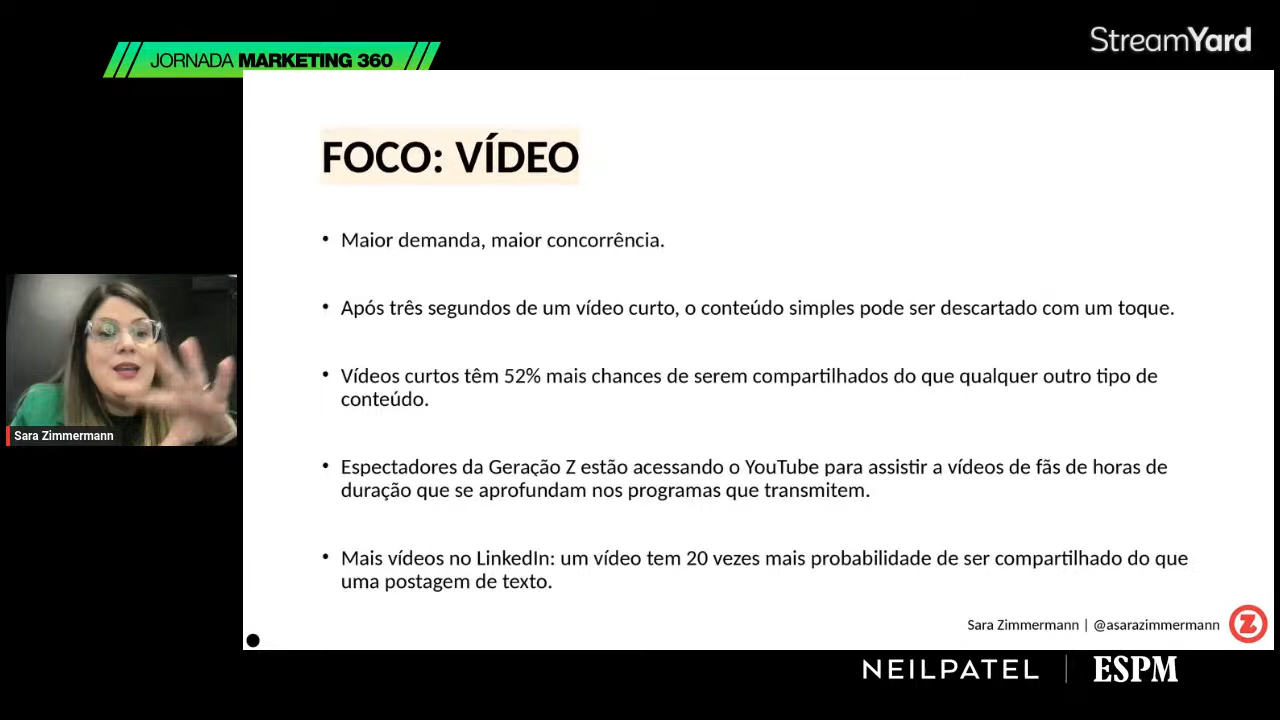 JORNADA MARKETING 360
StreamYard
FOCO: VÍDEO
• Maior demanda, maior concorrência.
• Após três segundos de um vídeo curto, o conteúdo simples pode ser descartado com um toque.
• Vídeos curtos têm 52% mais chances de serem compartilhados do que qualquer outro tipo de
conteúdo.
• Espectadores da Geração Z estão acessando o YouTube para assistir a vídeos de fãs de horas de
duração que se aprofundam nos programas que transmitem.
• Mais vídeos no LinkedIn: um vídeo tem 20 vezes mais probabilidade de ser compartilhado do que
uma postagem de texto.
Sara Zimmermann
Sara Zimmermann | @asarazimmermann
Z
NEILPATEL | ESPM